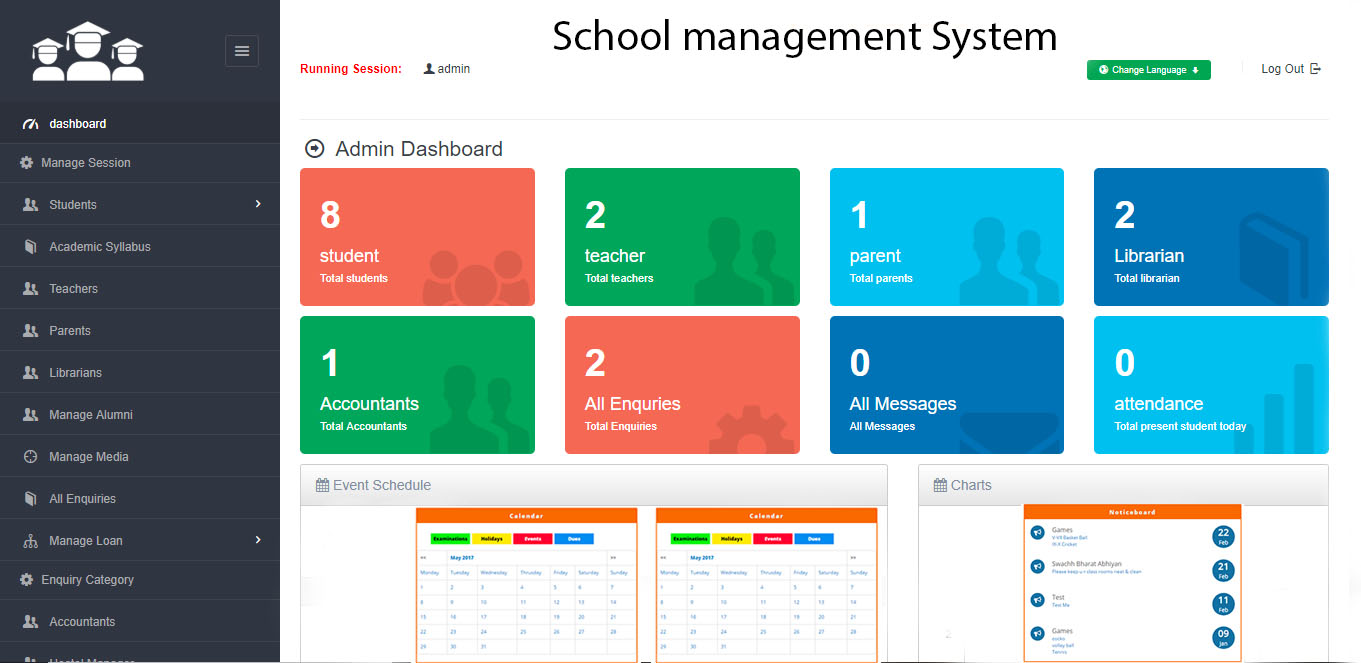 School management System
Running Session: admin
Change Language
Log Out
dashboard
Manage Session
Students
Academic Syllabus
Teachers
Parents
Librarians
Manage Alumni
Manage Media
All Enquiries
Manage Loan
Enquiry Category
Accountants
Hostel Manager
Admin Dashboard
8
student
Total students
2
teacher
Total teachers
1
parent
Total parents
2
Librarian
Total librarian
1
Accountants
Total Accountants
2
All Enquries
Total Enquiries
0
All Messages
All Messages
0
attendance
Total present student today
Event Schedule
Calendar
Examinations Holidays Events Dues
<< May 2017 >>
Monday Tuesday Wednesday Thrusday Friday Saturday Sunday
1 2 3 4 5 6 7
8 9 10 11 12 13 14
15 16 17 18 19 20 21
22 23 24 25 26 27 28
29 30 31
Calendar
Examinations Holidays Events Dues
<< May 2017 >>
Monday Tuesday Wednesday Thrusday Friday Saturday Sunday
1 2 3 4 5 6 7
8 9 10 11 12 13 14
15 16 17 18 19 20 21
22 23 24 25 26 27 28
29 30 31
Charts
Noticeboard
Games
V-VII Basket Ball
IX-X Cricket
22
Feb
Swachh Bharat Abhiyan
Please keep u r class rooms neat & clean
21
Feb
Test
Test Me
11
Feb
Games
socks
volley ball
Tennis
09
Jan
2